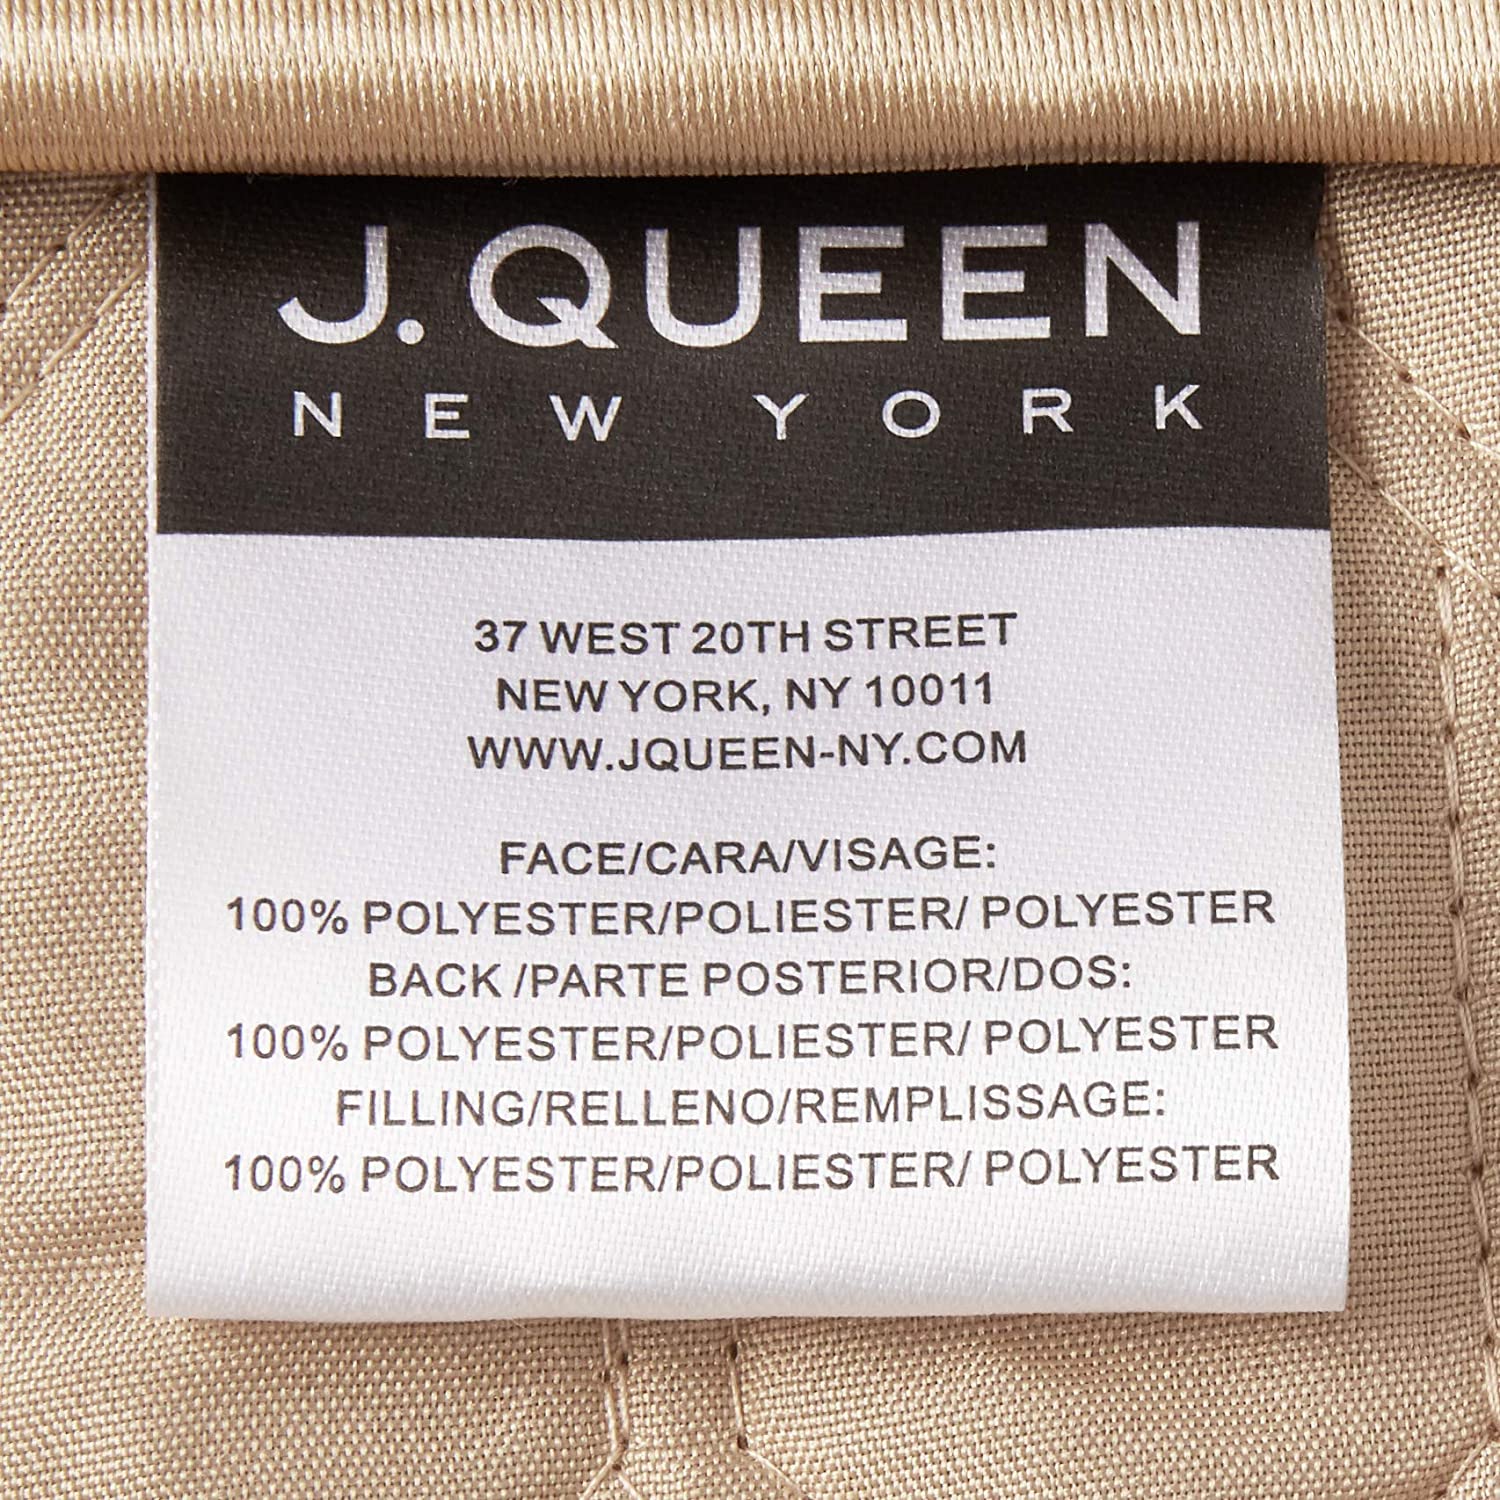 J. QUEEN
NEW YORK
37 WEST 20TH STREET
NEW YORK, NY 10011
WWW.JQUEEN-NY.COM
FACE/CARA/VISAGE:
100% POLYESTER/POLIESTER/ POLYESTER
BACK /PARTE POSTERIOR/DOS:
100% POLYESTER/POLIESTER/ POLYESTER
FILLING/RELLENO/REMPLISSAGE:
100% POLYESTER/POLIESTER/ POLYESTER